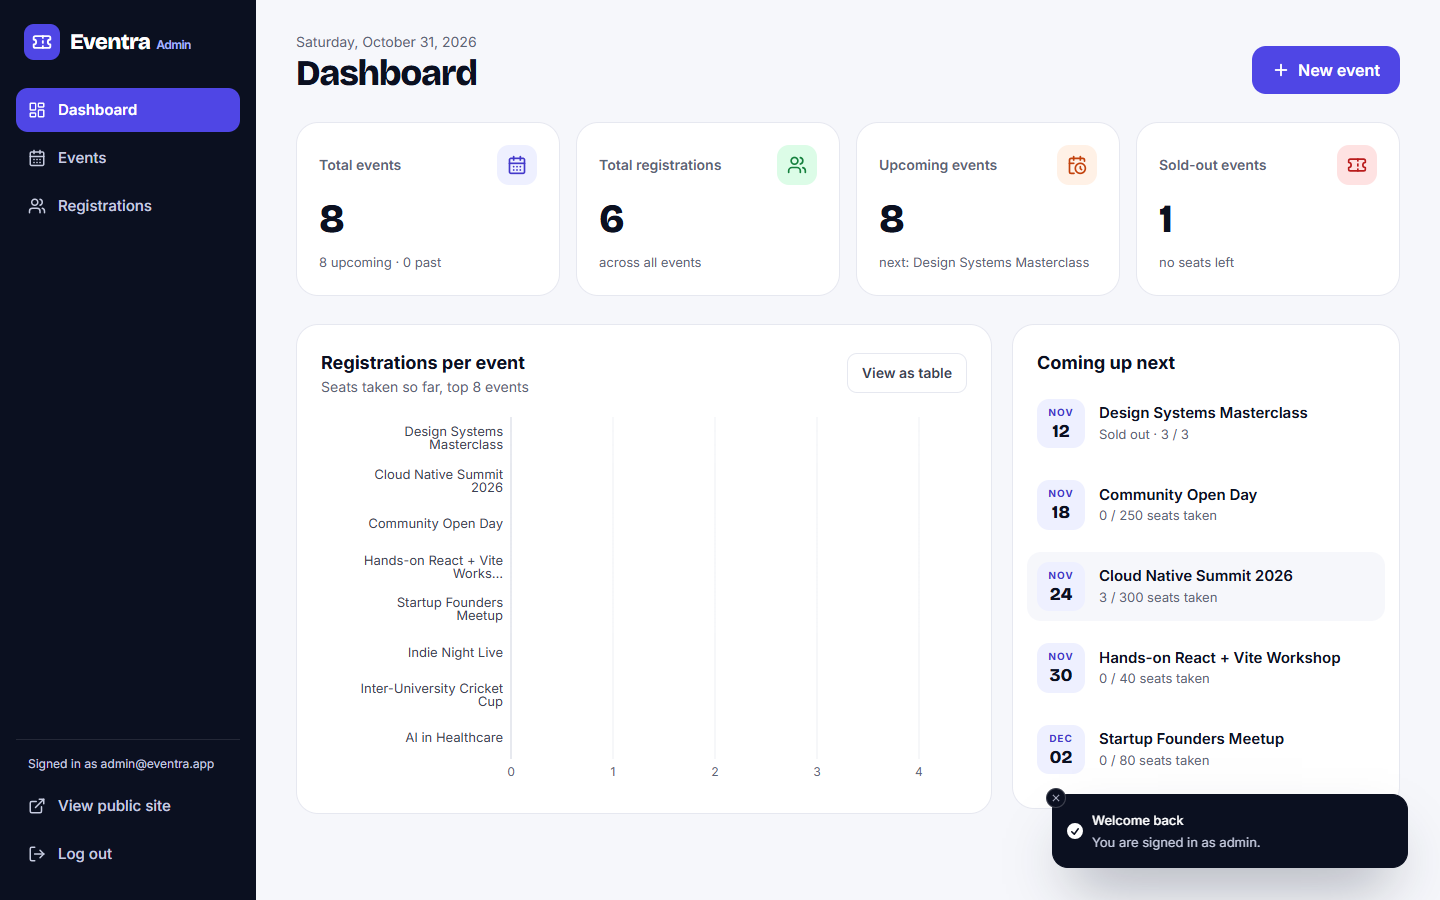 Eventra Admin
Dashboard
Events
Registrations
Signed in as admin@eventra.app
View public site
Log out
Saturday, October 31, 2026
Dashboard
New event
Total events
8
8 upcoming · 0 past
Total registrations
6
across all events
Upcoming events
8
next: Design Systems Masterclass
Sold-out events
1
no seats left
Registrations per event
Seats taken so far, top 8 events
View as table
Design Systems
Masterclass
Cloud Native Summit
2026
Community Open Day
Hands-on React + Vite
Works...
Startup Founders
Meetup
Indie Night Live
Inter-University Cricket
Cup
AI in Healthcare
0 1 2 3 4
Coming up next
NOV
12
Design Systems Masterclass
Sold out · 3 / 3
NOV
18
Community Open Day
0 / 250 seats taken
NOV
24
Cloud Native Summit 2026
3 / 300 seats taken
NOV
30
Hands-on React + Vite Workshop
0 / 40 seats taken
DEC
02
Startup Founders Meetup
0 / 80 seats taken
Welcome back
You are signed in as admin.